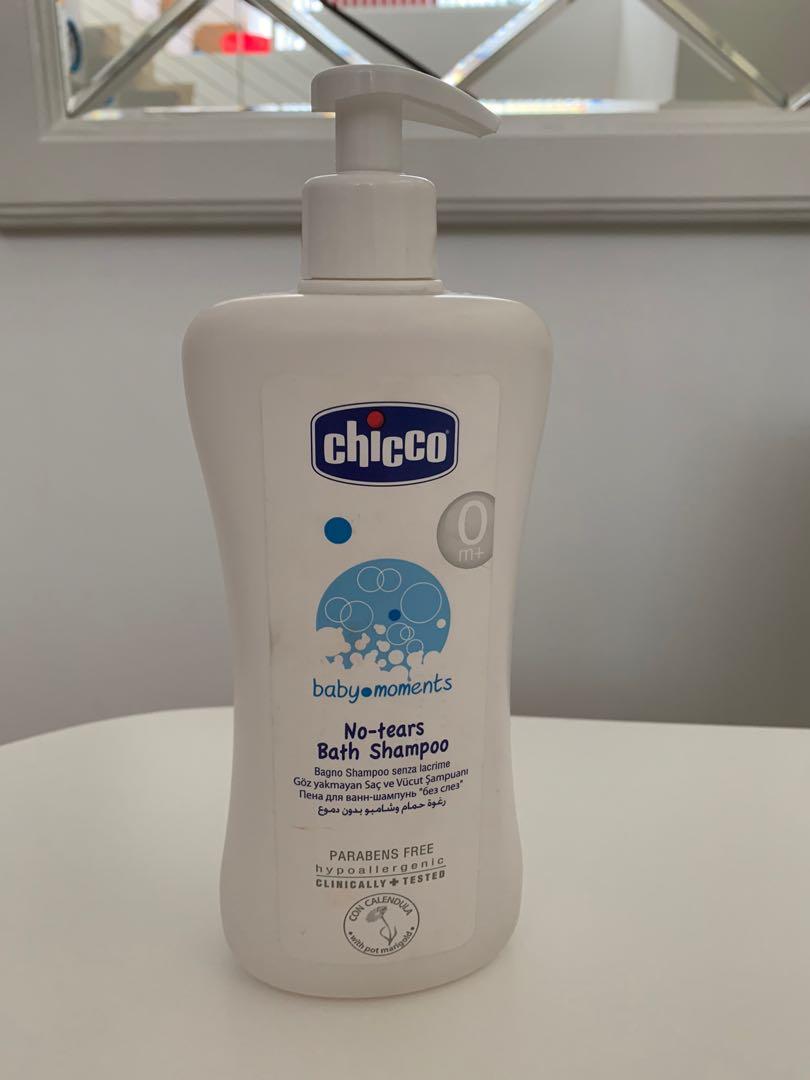 chicco
0
m+
baby moments
No-tears
Bath Shampoo
Bagno Shampoo senza lacrime
Göz yakmayan Saç ve Vücut Şampuanı
Пена для ванн-шампунь "без слез"
رغوة حمام وشامبو بدون دموع
PARABENS FREE
hypoallergenic
CLINICALLY + TESTED
CON CALENDULA
with pot marigold